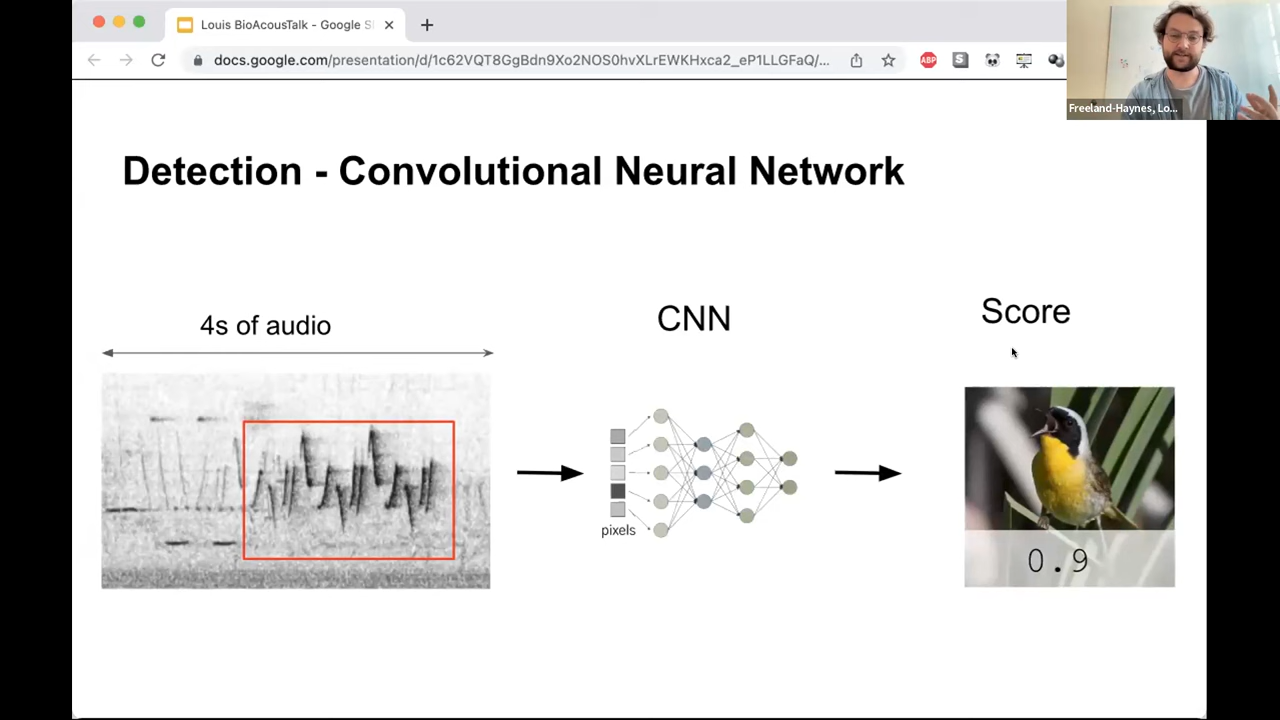 Louis BioAcousTalk - Google S
docs.google.com/presentation/d/1c62VQT8GgBdn9Xo2NOS0hvXLrEWKHxca2_eP1LLGFaQ/...
ABP
S
Freeland-Haynes, Lo...
Detection - Convolutional Neural Network
4s of audio
CNN
Score
pixels
0.9